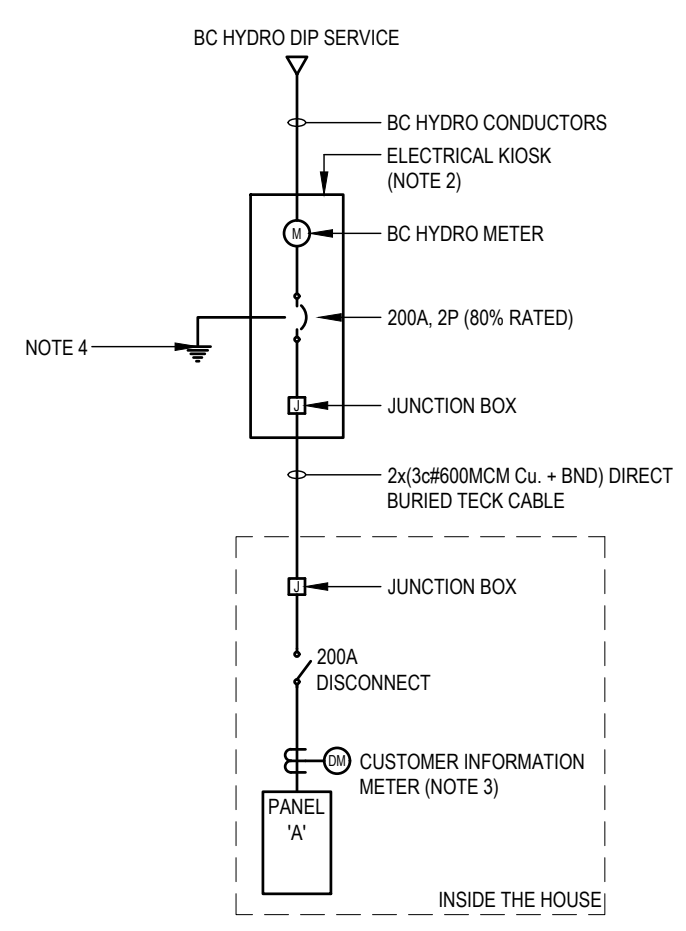 BC HYDRO DIP SERVICE
BC HYDRO CONDUCTORS
ELECTRICAL KIOSK
(NOTE 2)
M
BC HYDRO METER
200A, 2P (80% RATED)
NOTE 4
J
JUNCTION BOX
2x(3c#600MCM Cu. + BND) DIRECT
BURIED TECK CABLE
J
JUNCTION BOX
200A
DISCONNECT
DM
CUSTOMER INFORMATION
METER (NOTE 3)
PANEL
'A'
INSIDE THE HOUSE